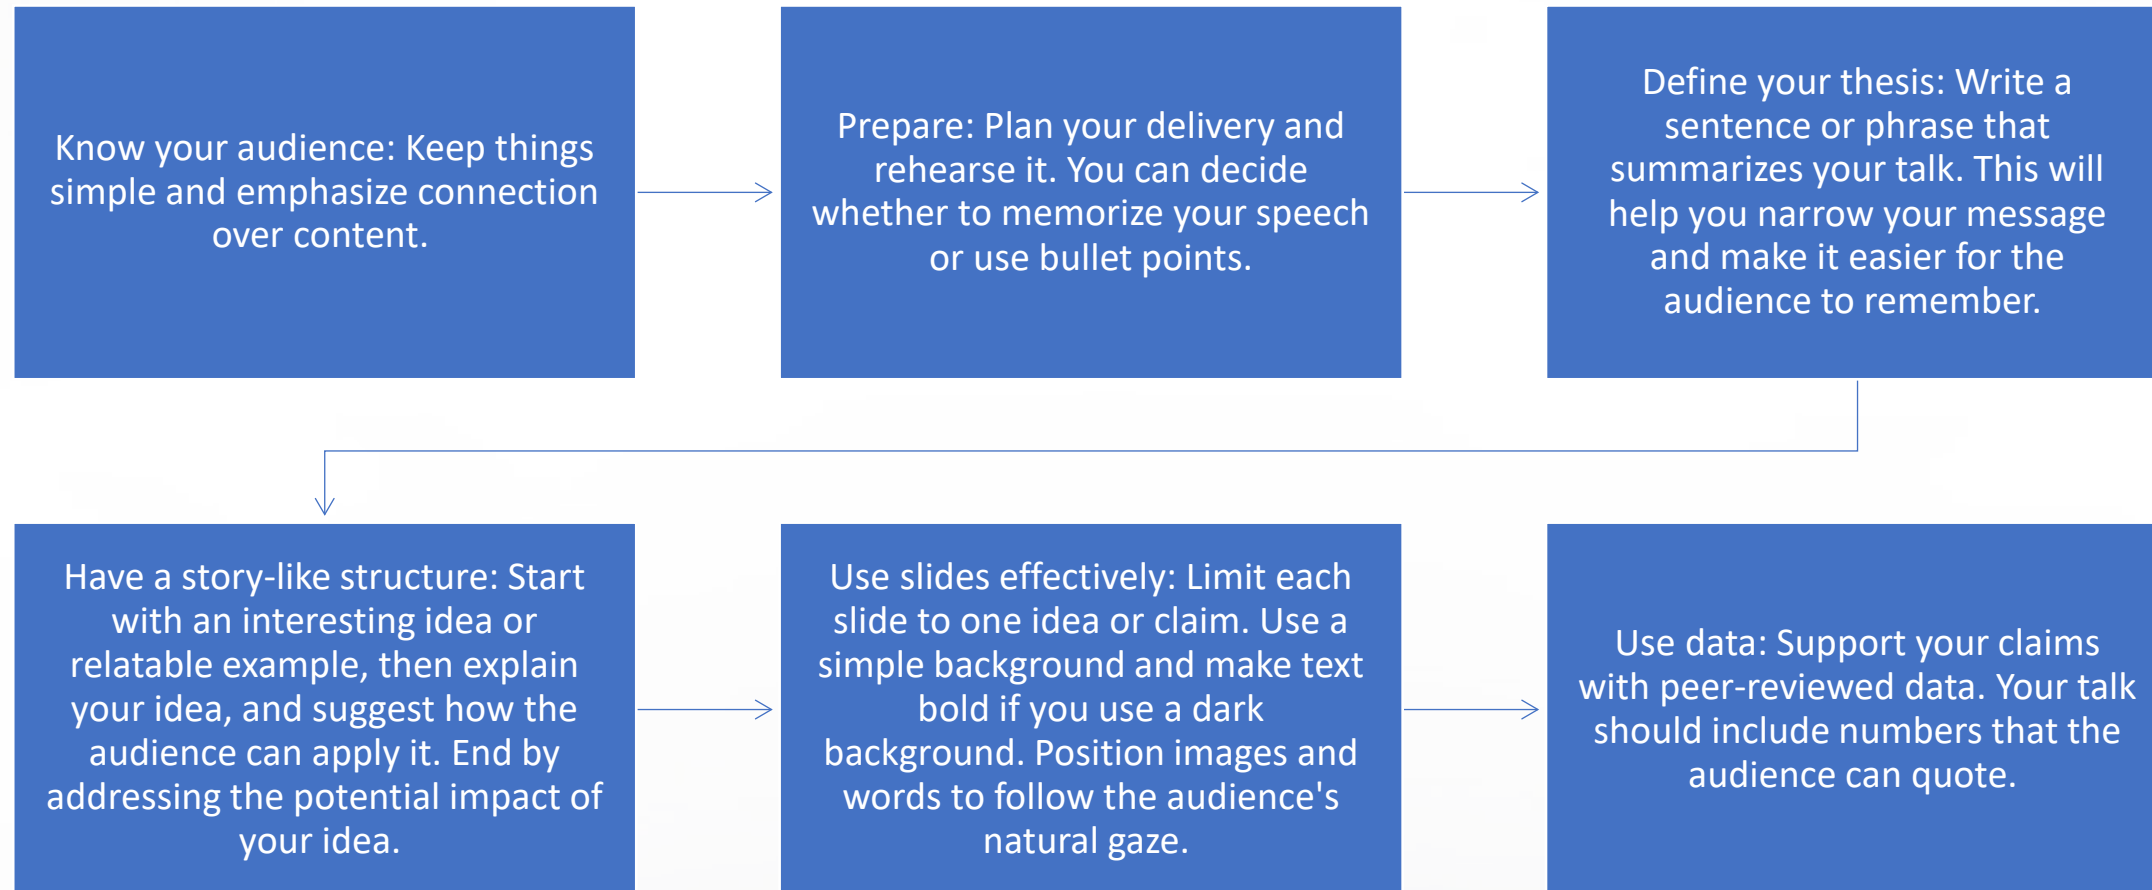 Know your audience: Keep things
simple and emphasize connection
over content.
Prepare: Plan your delivery and
rehearse it. You can decide
whether to memorize your speech
or use bullet points.
Define your thesis: Write a
sentence or phrase that
summarizes your talk. This will
help you narrow your message
and make it easier for the
audience to remember.
Have a story-like structure: Start
with an interesting idea or
relatable example, then explain
your idea, and suggest how the
audience can apply it. End by
addressing the potential impact of
your idea.
Use slides effectively: Limit each
slide to one idea or claim. Use a
simple background and make text
bold if you use a dark
background. Position images and
words to follow the audience's
natural gaze.
Use data: Support your claims
with peer-reviewed data. Your talk
should include numbers that the
audience can quote.